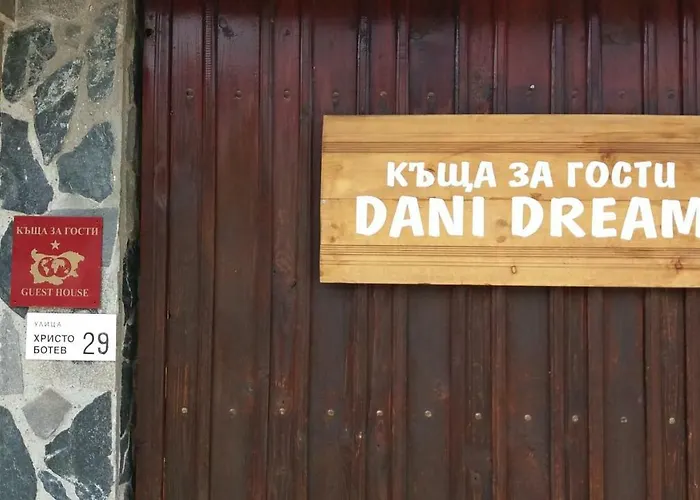 КЪЩА ЗА ГОСТИ
DANI DREAM
КЪЩА ЗА ГОСТИ
GUEST HOUSE
УЛИЦА
ХРИСТО
БОТЕВ 29